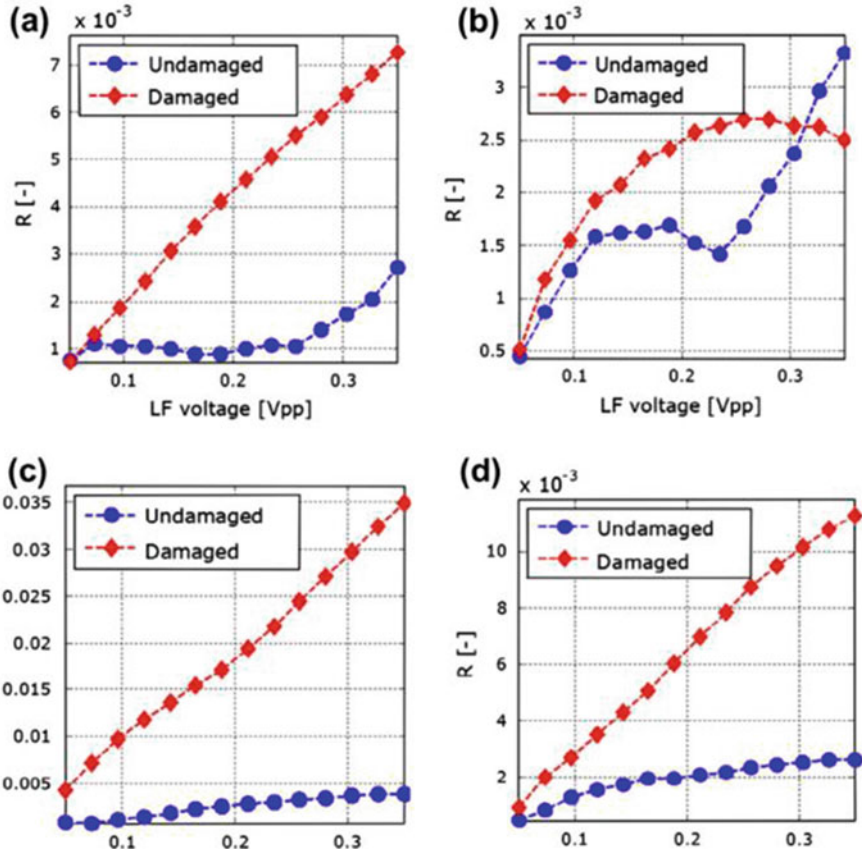 (a)
x 10⁻³
Undamaged
Damaged
7
6
5
4
3
2
1
R [-]
0.1 0.2 0.3
LF voltage [Vpp]
(b)
x 10⁻³
Undamaged
Damaged
3
2.5
2
1.5
1
0.5
R [-]
0.1 0.2 0.3
LF voltage [Vpp]
(c)
Undamaged
Damaged
0.035
0.03
0.025
0.02
0.015
0.01
0.005
0.1 0.2 0.3
(d)
x 10⁻³
Undamaged
Damaged
10
8
6
4
2
R [-]
0.1 0.2 0.3